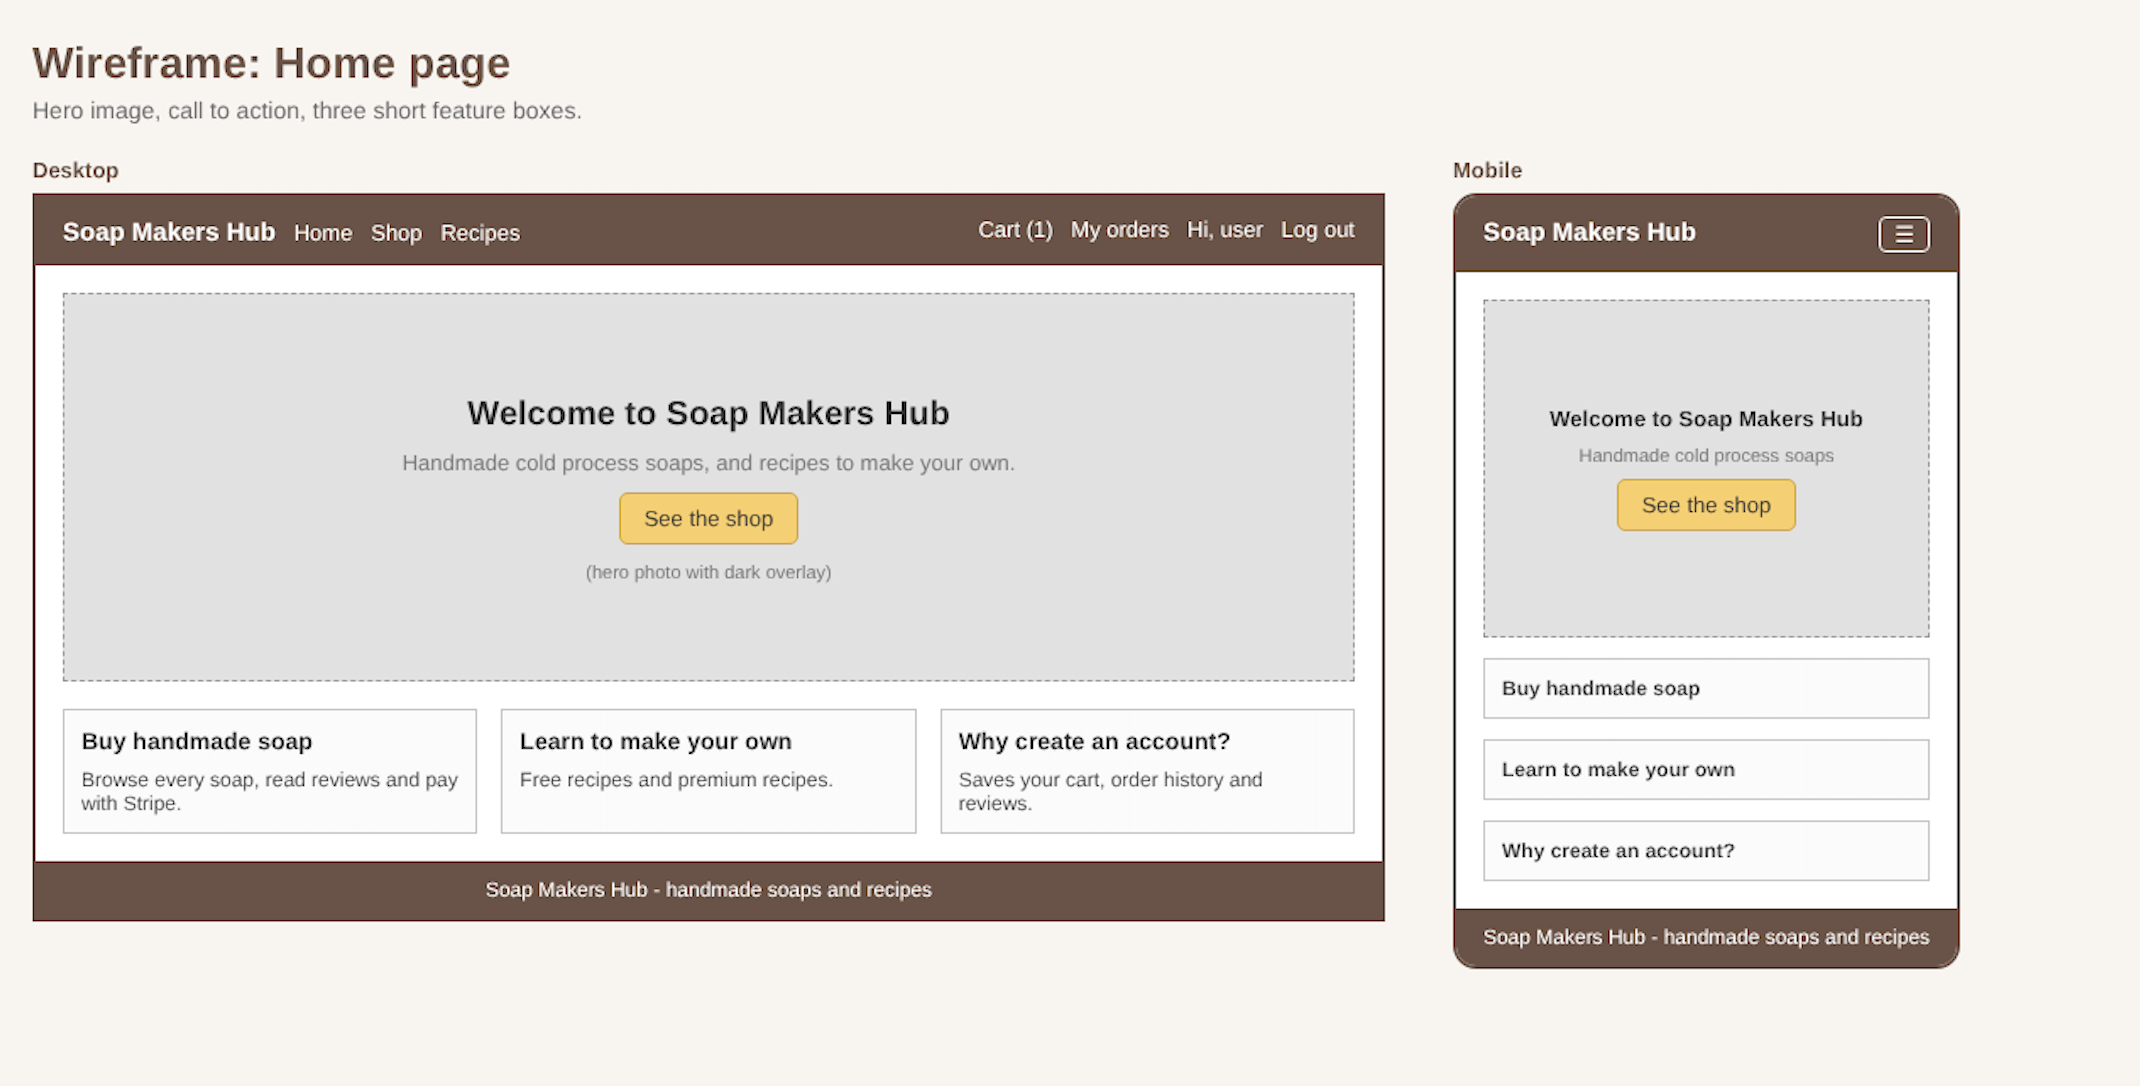 Wireframe: Home page
Hero image, call to action, three short feature boxes.
Desktop
Soap Makers Hub Home Shop Recipes Cart (1) My orders Hi, user Log out
Welcome to Soap Makers Hub
Handmade cold process soaps, and recipes to make your own.
See the shop
(hero photo with dark overlay)
Buy handmade soap
Browse every soap, read reviews and pay
with Stripe.
Learn to make your own
Free recipes and premium recipes.
Why create an account?
Saves your cart, order history and
reviews.
Soap Makers Hub - handmade soaps and recipes
Mobile
Soap Makers Hub ☰
Welcome to Soap Makers Hub
Handmade cold process soaps
See the shop
Buy handmade soap
Learn to make your own
Why create an account?
Soap Makers Hub - handmade soaps and recipes